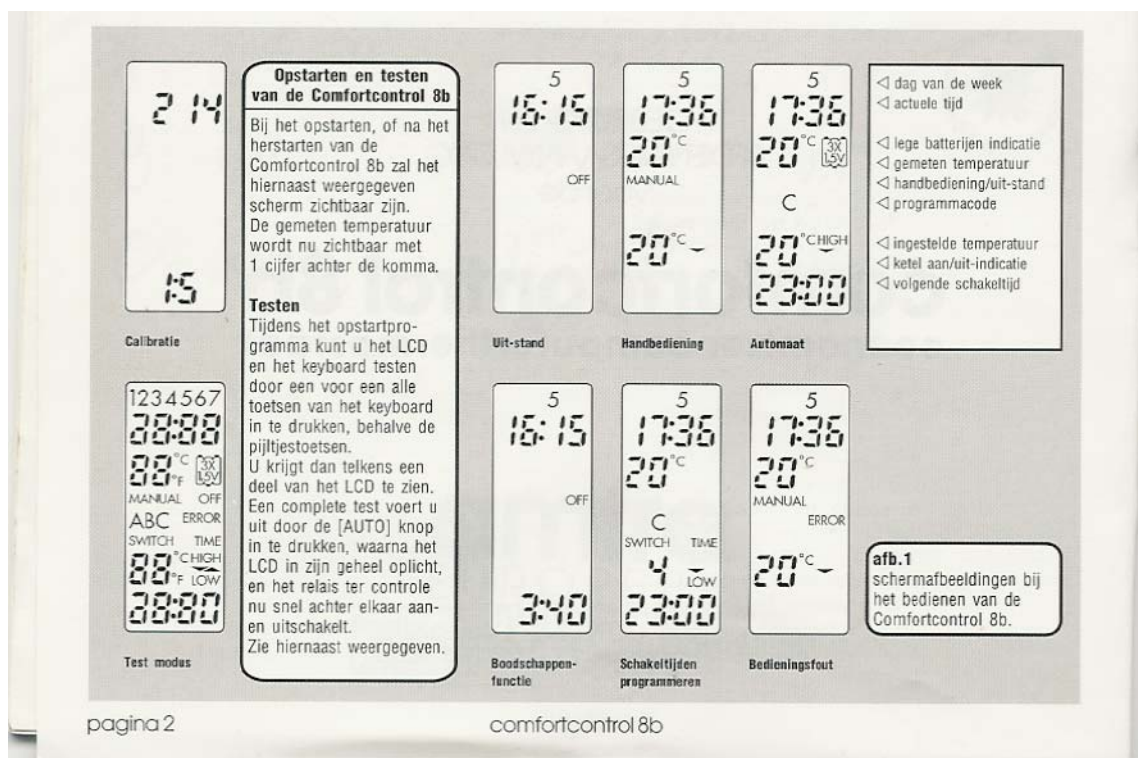 2 14
1:5
Calibratie
1234567
28:88
88 °C °F 3X 1,5V
MANUAL OFF
ABC ERROR
SWITCH TIME
88 °C °F HIGH LOW
28:80
Test modus
Opstarten en testen
van de Comfortcontrol 8b
Bij het opstarten, of na het
herstarten van de
Comfortcontrol 8b zal het
hiernaast weergegeven
scherm zichtbaar zijn.
De gemeten temperatuur
wordt nu zichtbaar met
1 cijfer achter de komma.
Testen
Tijdens het opstartpro-
gramma kunt u het LCD
en het keyboard testen
door een voor een alle
toetsen van het keyboard
in te drukken, behalve de
pijltjestoetsen.
U krijgt dan telkens een
deel van het LCD te zien.
Een complete test voert u
uit door de [AUTO] knop
in te drukken, waarna het
LCD in zijn geheel oplicht,
en het relais ter controle
nu snel achter elkaar aan-
en uitschakelt.
Zie hiernaast weergegeven.
5
16:15
OFF
Uit-stand
5
17:36
20°C
MANUAL
20°C
Handbediening
5
17:36
20°C 3X 1,5V
C
20°C HIGH
23:00
Automaat
◁ dag van de week
◁ actuele tijd
◁ lege batterijen indicatie
◁ gemeten temperatuur
◁ handbediening/uit-stand
◁ programmacode
◁ ingestelde temperatuur
◁ ketel aan/uit-indicatie
◁ volgende schakeltijd
5
16:15
OFF
3:40
Boodschappen-
functie
5
17:36
20°C
C
SWITCH TIME
4 LOW
23:00
Schakeltijden
programmeren
5
17:36
20°C
MANUAL
ERROR
20°C
Bedieningsfout
afb.1
schermafbeeldingen bij
het bedienen van de
Comfortcontrol 8b.
pagina 2
comfortcontrol 8b